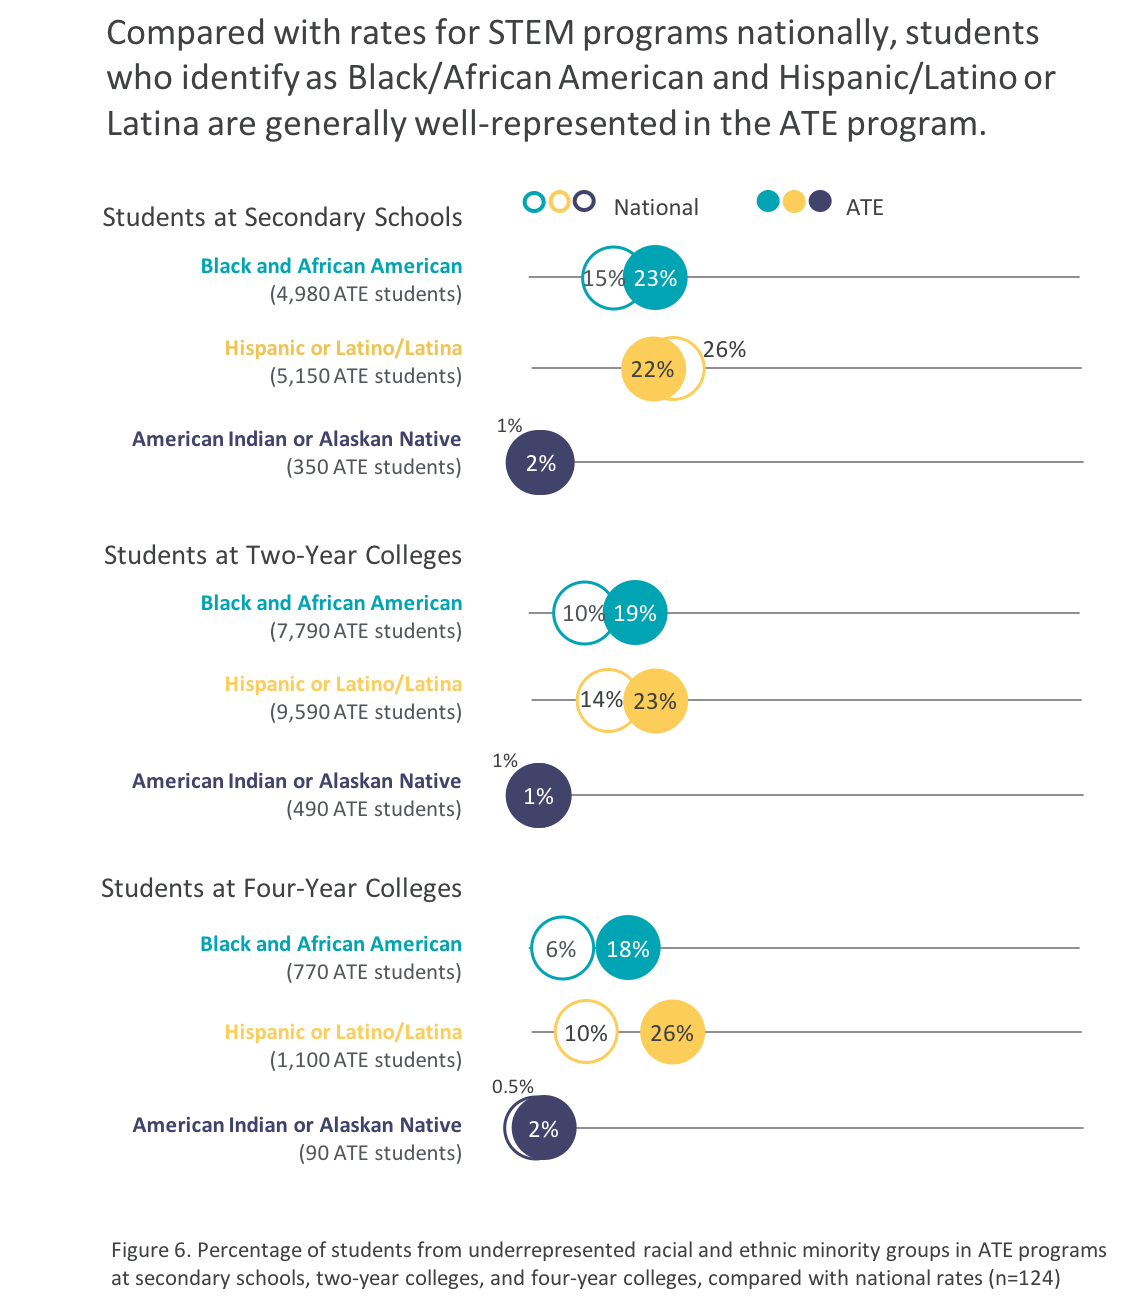 Compared with rates for STEM programs nationally, students
who identify as Black/African American and Hispanic/Latino or
Latina are generally well-represented in the ATE program.
National
ATE
Students at Secondary Schools
Black and African American
(4,980 ATE students)
15%
23%
Hispanic or Latino/Latina
(5,150 ATE students)
22%
26%
American Indian or Alaskan Native
(350 ATE students)
1%
2%
Students at Two-Year Colleges
Black and African American
(7,790 ATE students)
10%
19%
Hispanic or Latino/Latina
(9,590 ATE students)
14%
23%
American Indian or Alaskan Native
(490 ATE students)
1%
1%
Students at Four-Year Colleges
Black and African American
(770 ATE students)
6%
18%
Hispanic or Latino/Latina
(1,100 ATE students)
10%
26%
American Indian or Alaskan Native
(90 ATE students)
0.5%
2%
Figure 6. Percentage of students from underrepresented racial and ethnic minority groups in ATE programs
at secondary schools, two-year colleges, and four-year colleges, compared with national rates (n=124)